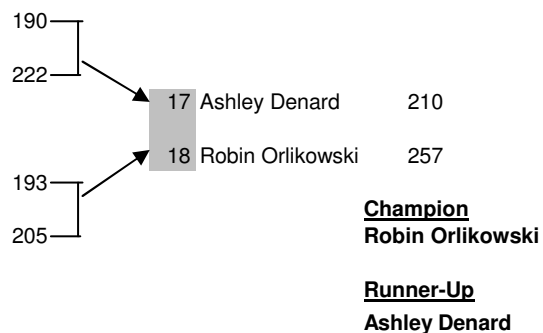 190
222
17 Ashley Denard 210
18 Robin Orlikowski 257
193
205
Champion
Robin Orlikowski
Runner-Up
Ashley Denard